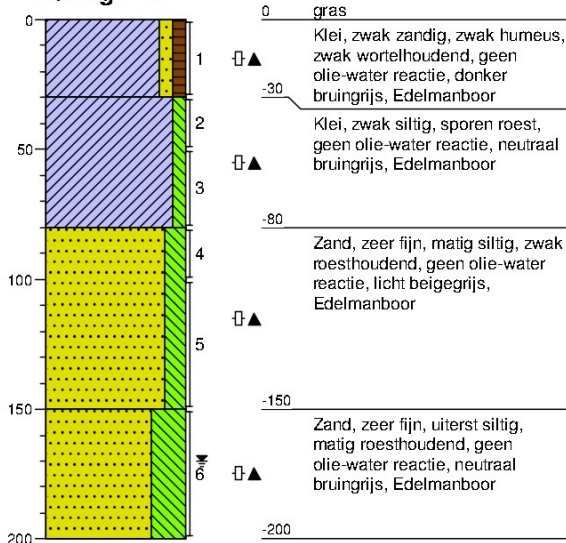 0
50
100
150
200
1
2
3
4
5
6
0
gras
Klei, zwak zandig, zwak humeus,
zwak wortelhoudend, geen
olie-water reactie, donker
bruingrijs, Edelmanboor
-30
Klei, zwak siltig, sporen roest,
geen olie-water reactie, neutraal
bruingrijs, Edelmanboor
-80
Zand, zeer fijn, matig siltig, zwak
roesthoudend, geen olie-water
reactie, licht beigegrijs,
Edelmanboor
-150
Zand, zeer fijn, uiterst siltig,
matig roesthoudend, geen
olie-water reactie, neutraal
bruingrijs, Edelmanboor
-200